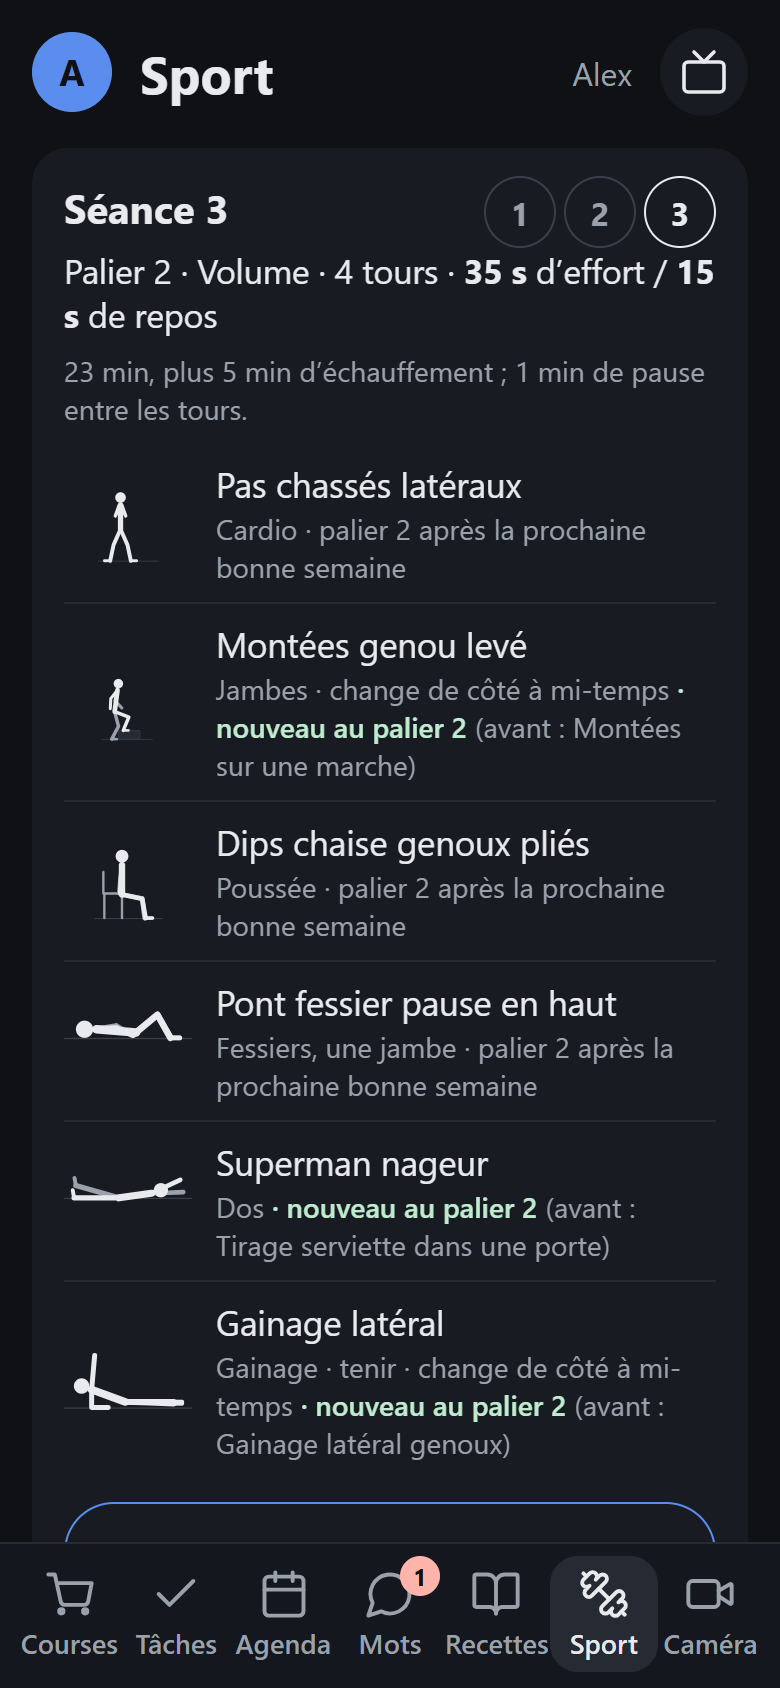 A
Sport
Alex
Séance 3
1
2
3
Palier 2 · Volume · 4 tours · 35 s d’effort / 15
s de repos
23 min, plus 5 min d’échauffement ; 1 min de pause
entre les tours.
Pas chassés latéraux
Cardio · palier 2 après la prochaine
bonne semaine
Montées genou levé
Jambes · change de côté à mi-temps ·
nouveau au palier 2 (avant : Montées
sur une marche)
Dips chaise genoux pliés
Poussée · palier 2 après la prochaine
bonne semaine
Pont fessier pause en haut
Fessiers, une jambe · palier 2 après la
prochaine bonne semaine
Superman nageur
Dos · nouveau au palier 2 (avant :
Tirage serviette dans une porte)
Gainage latéral
Gainage · tenir · change de côté à mi-
temps · nouveau au palier 2 (avant :
Gainage latéral genoux)
1
Courses
Tâches
Agenda
Mots
Recettes
Sport
Caméra